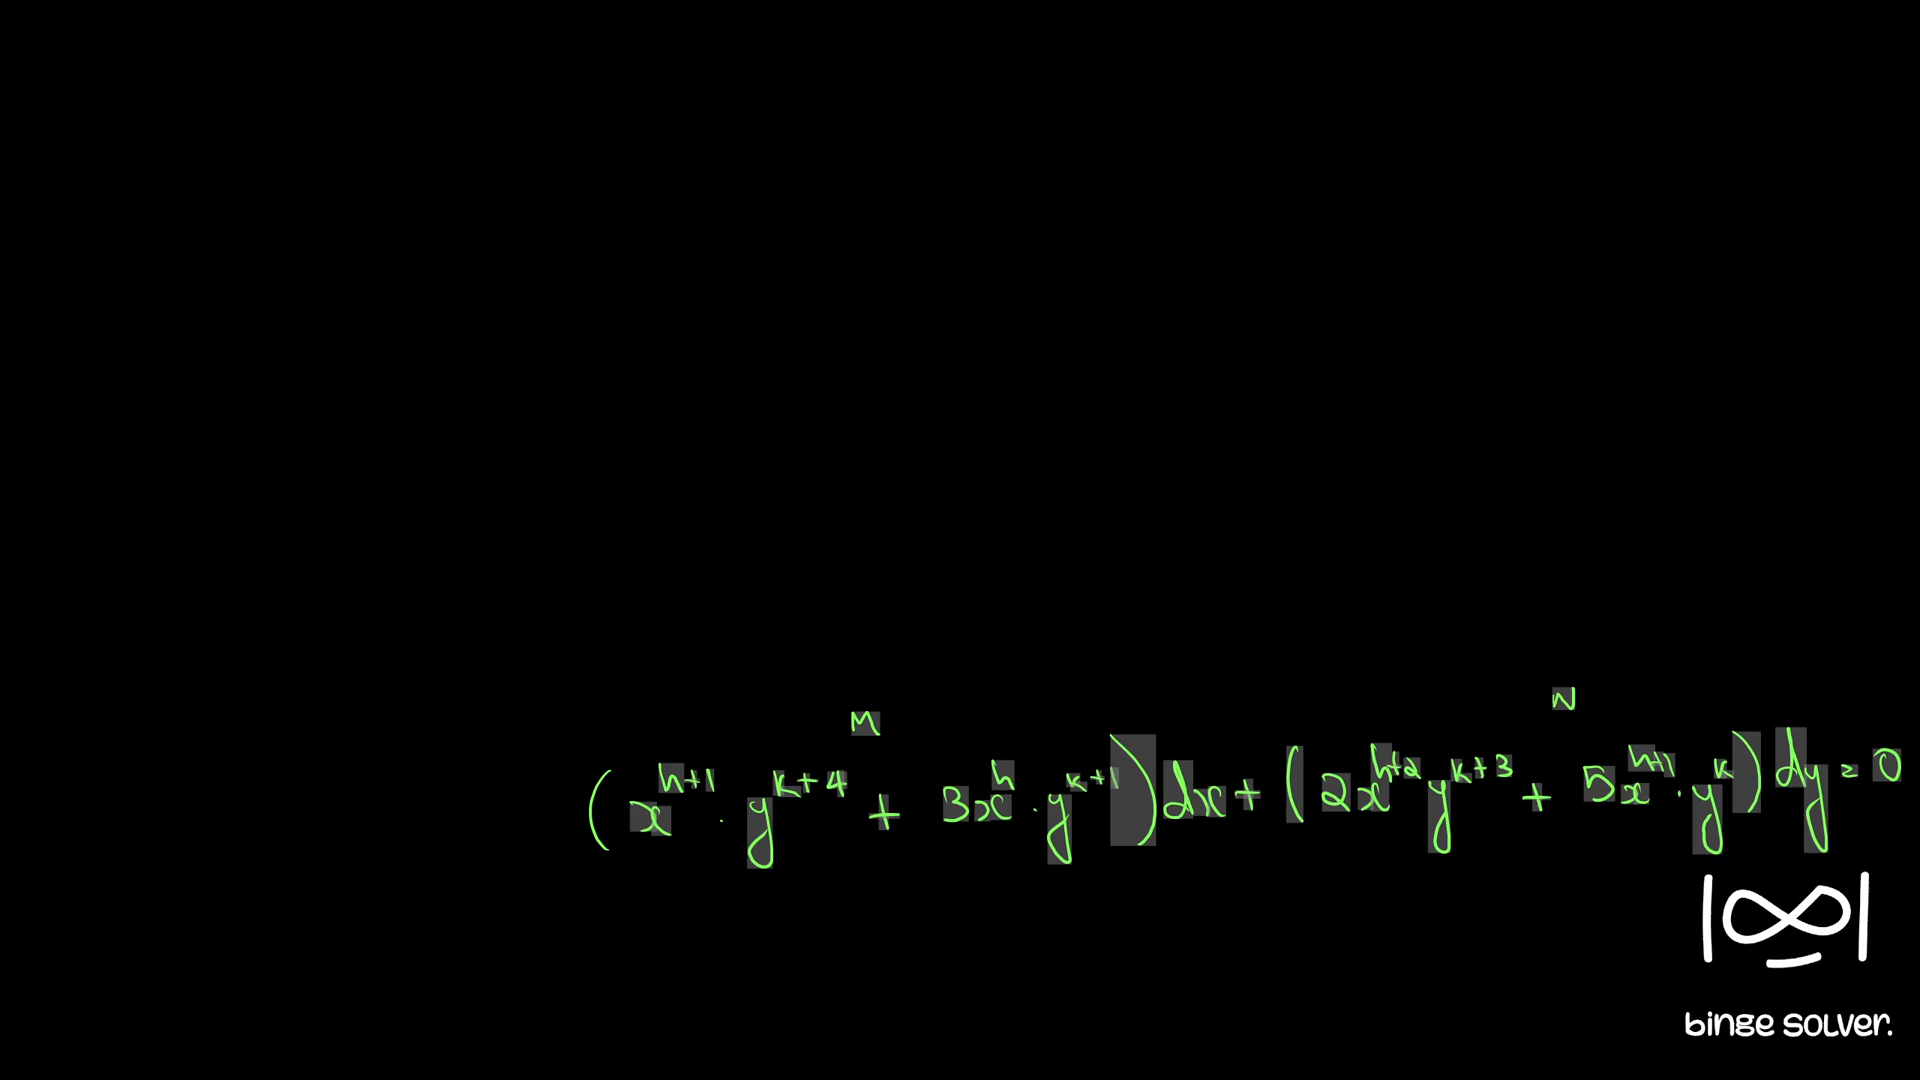 M N
(x^{h+1} · y^{k+4} + 3x^h · y^{k+1}) dx + (2x^{h+2} y^{k+3} + 5x^{h+1} · y^k) dy = 0
binge solver.